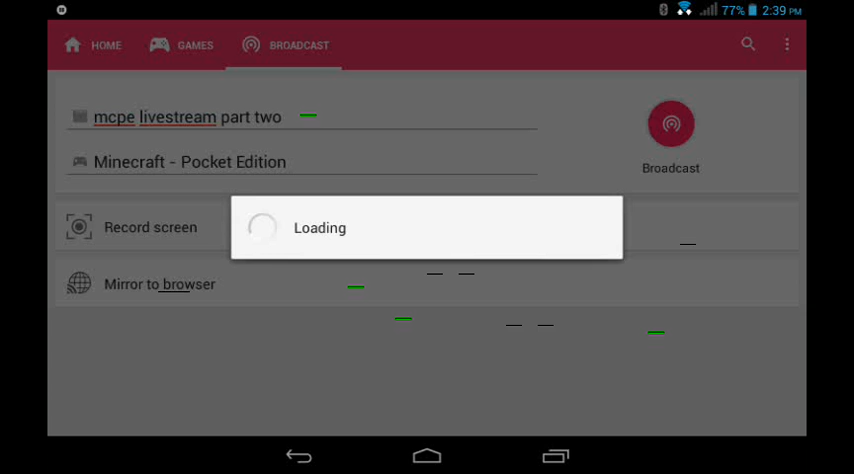 77% 2:39 PM
HOME GAMES BROADCAST
mcpe livestream part two
Minecraft - Pocket Edition
Broadcast
Record screen
Loading
Mirror to browser